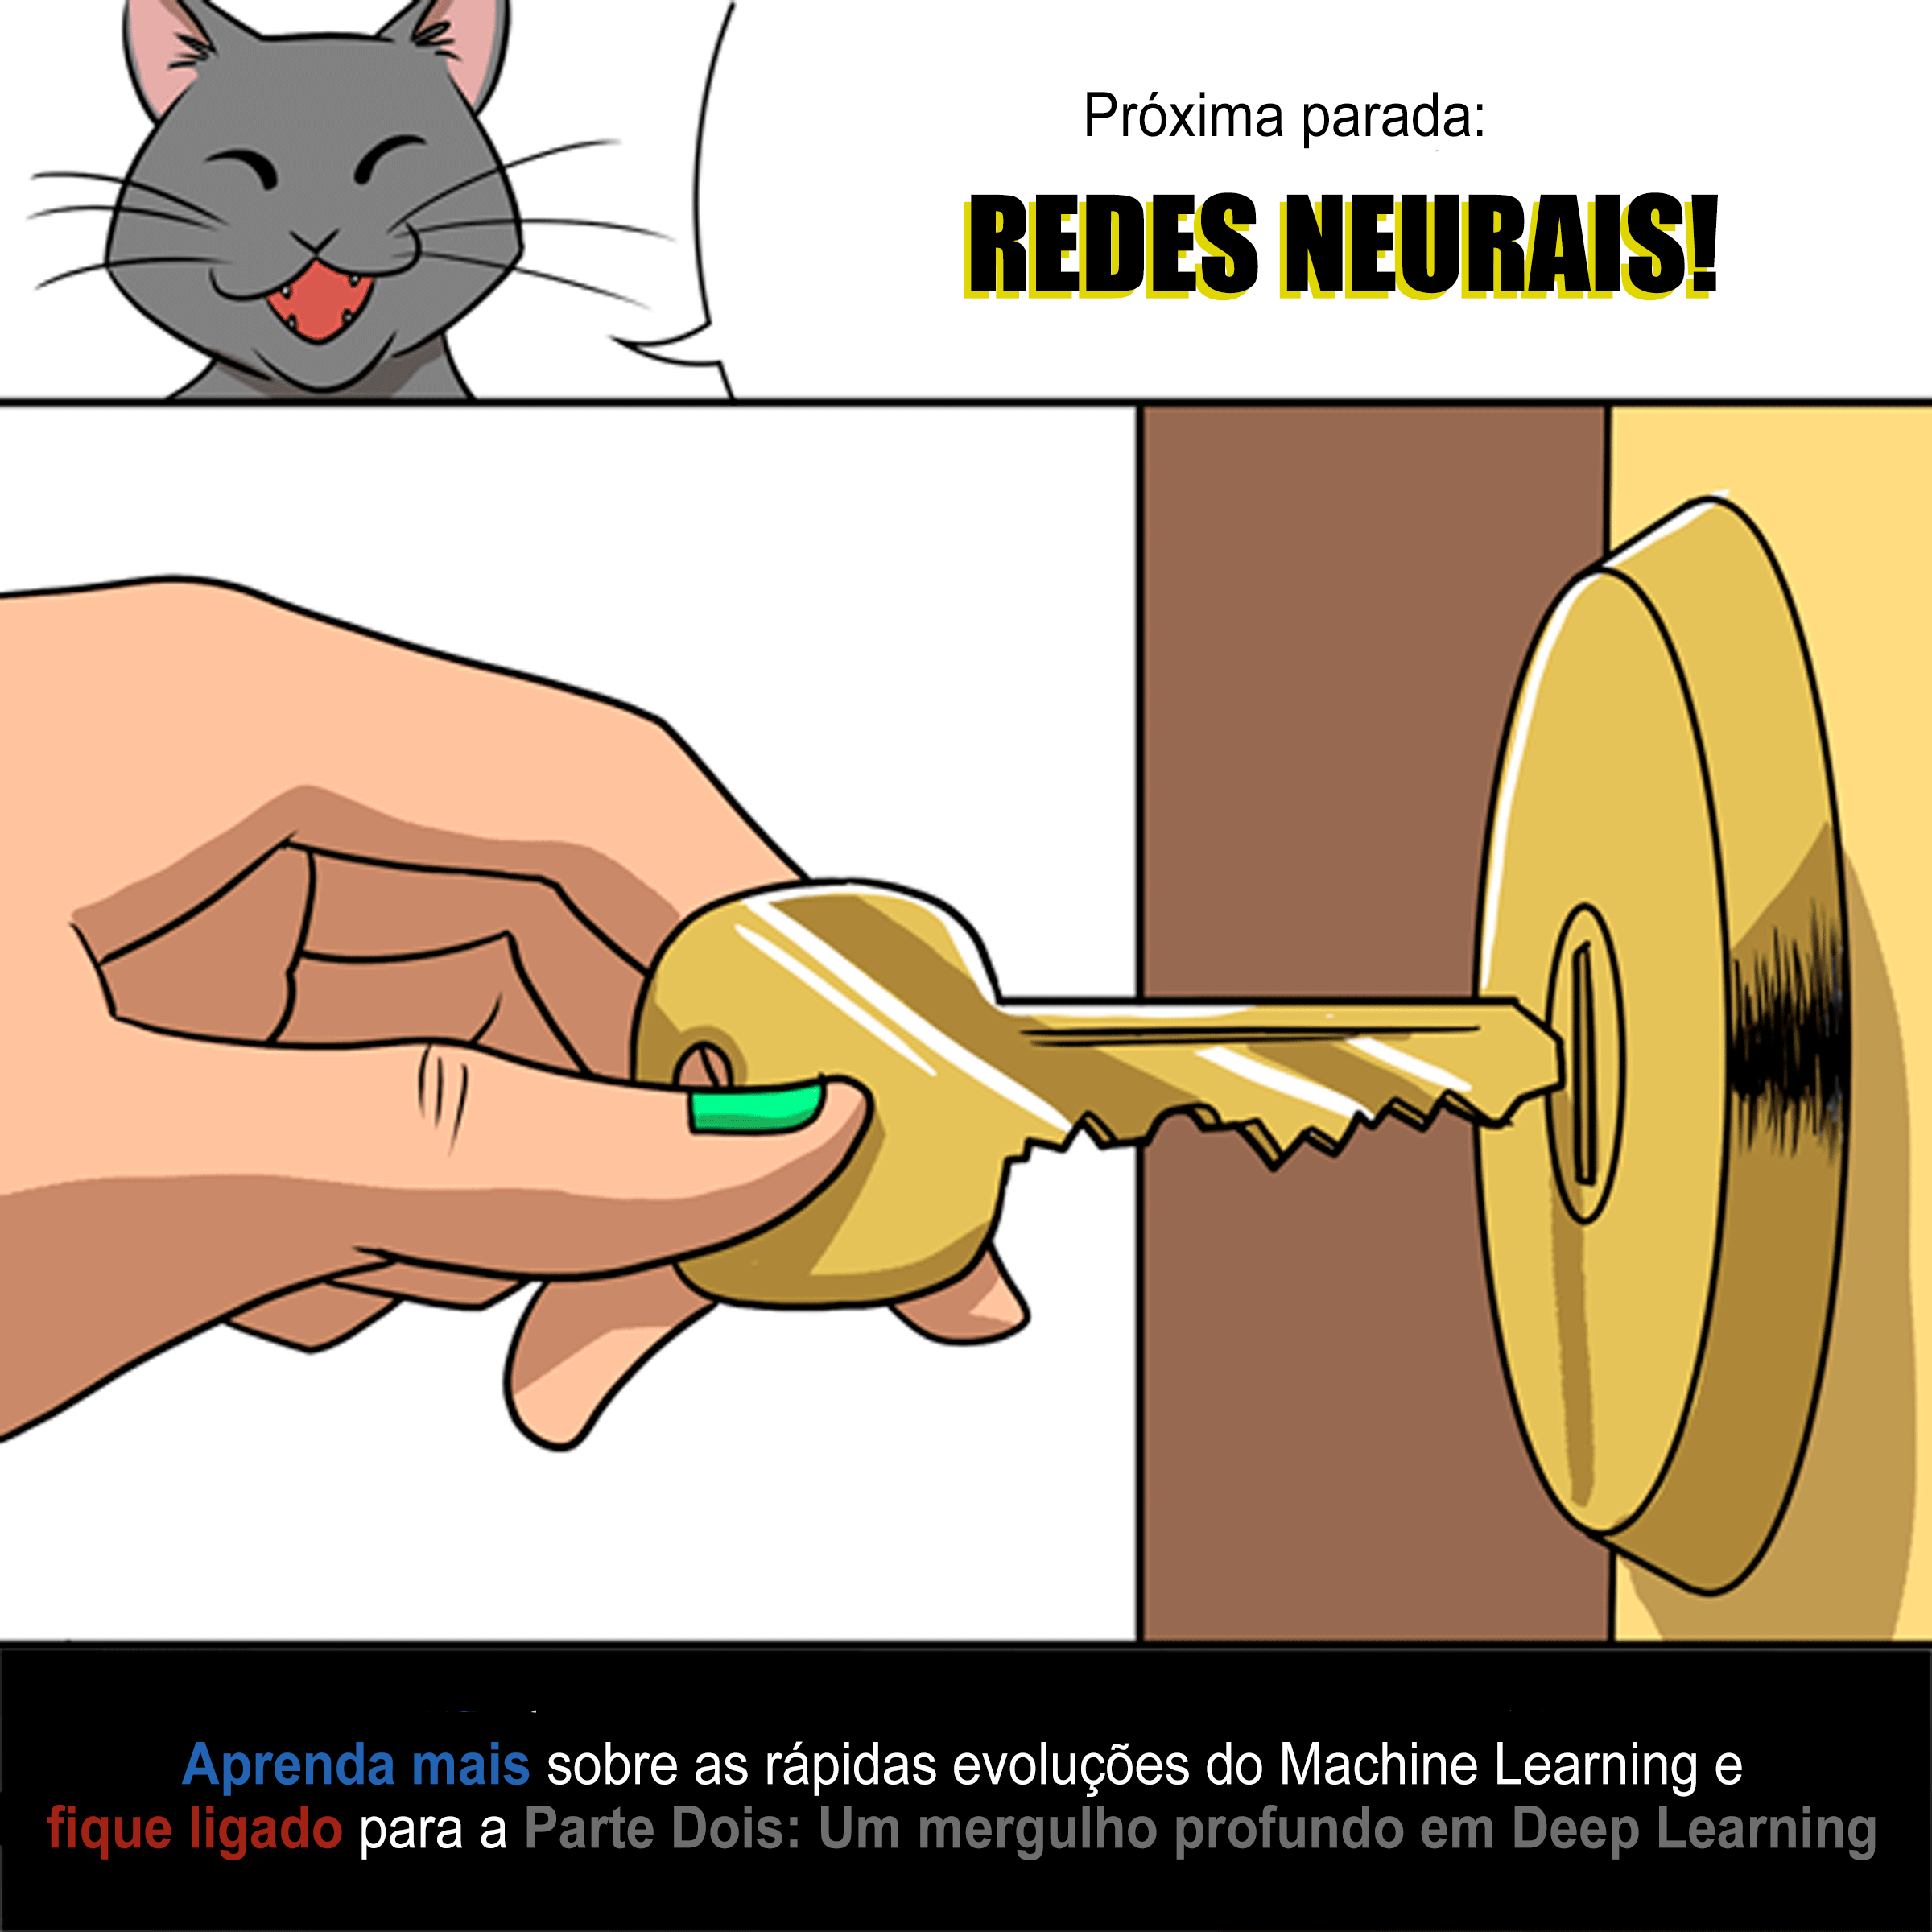 Próxima parada:
REDES NEURAIS!
Aprenda mais sobre as rápidas evoluções do Machine Learning e
fique ligado para a Parte Dois: Um mergulho profundo em Deep Learning